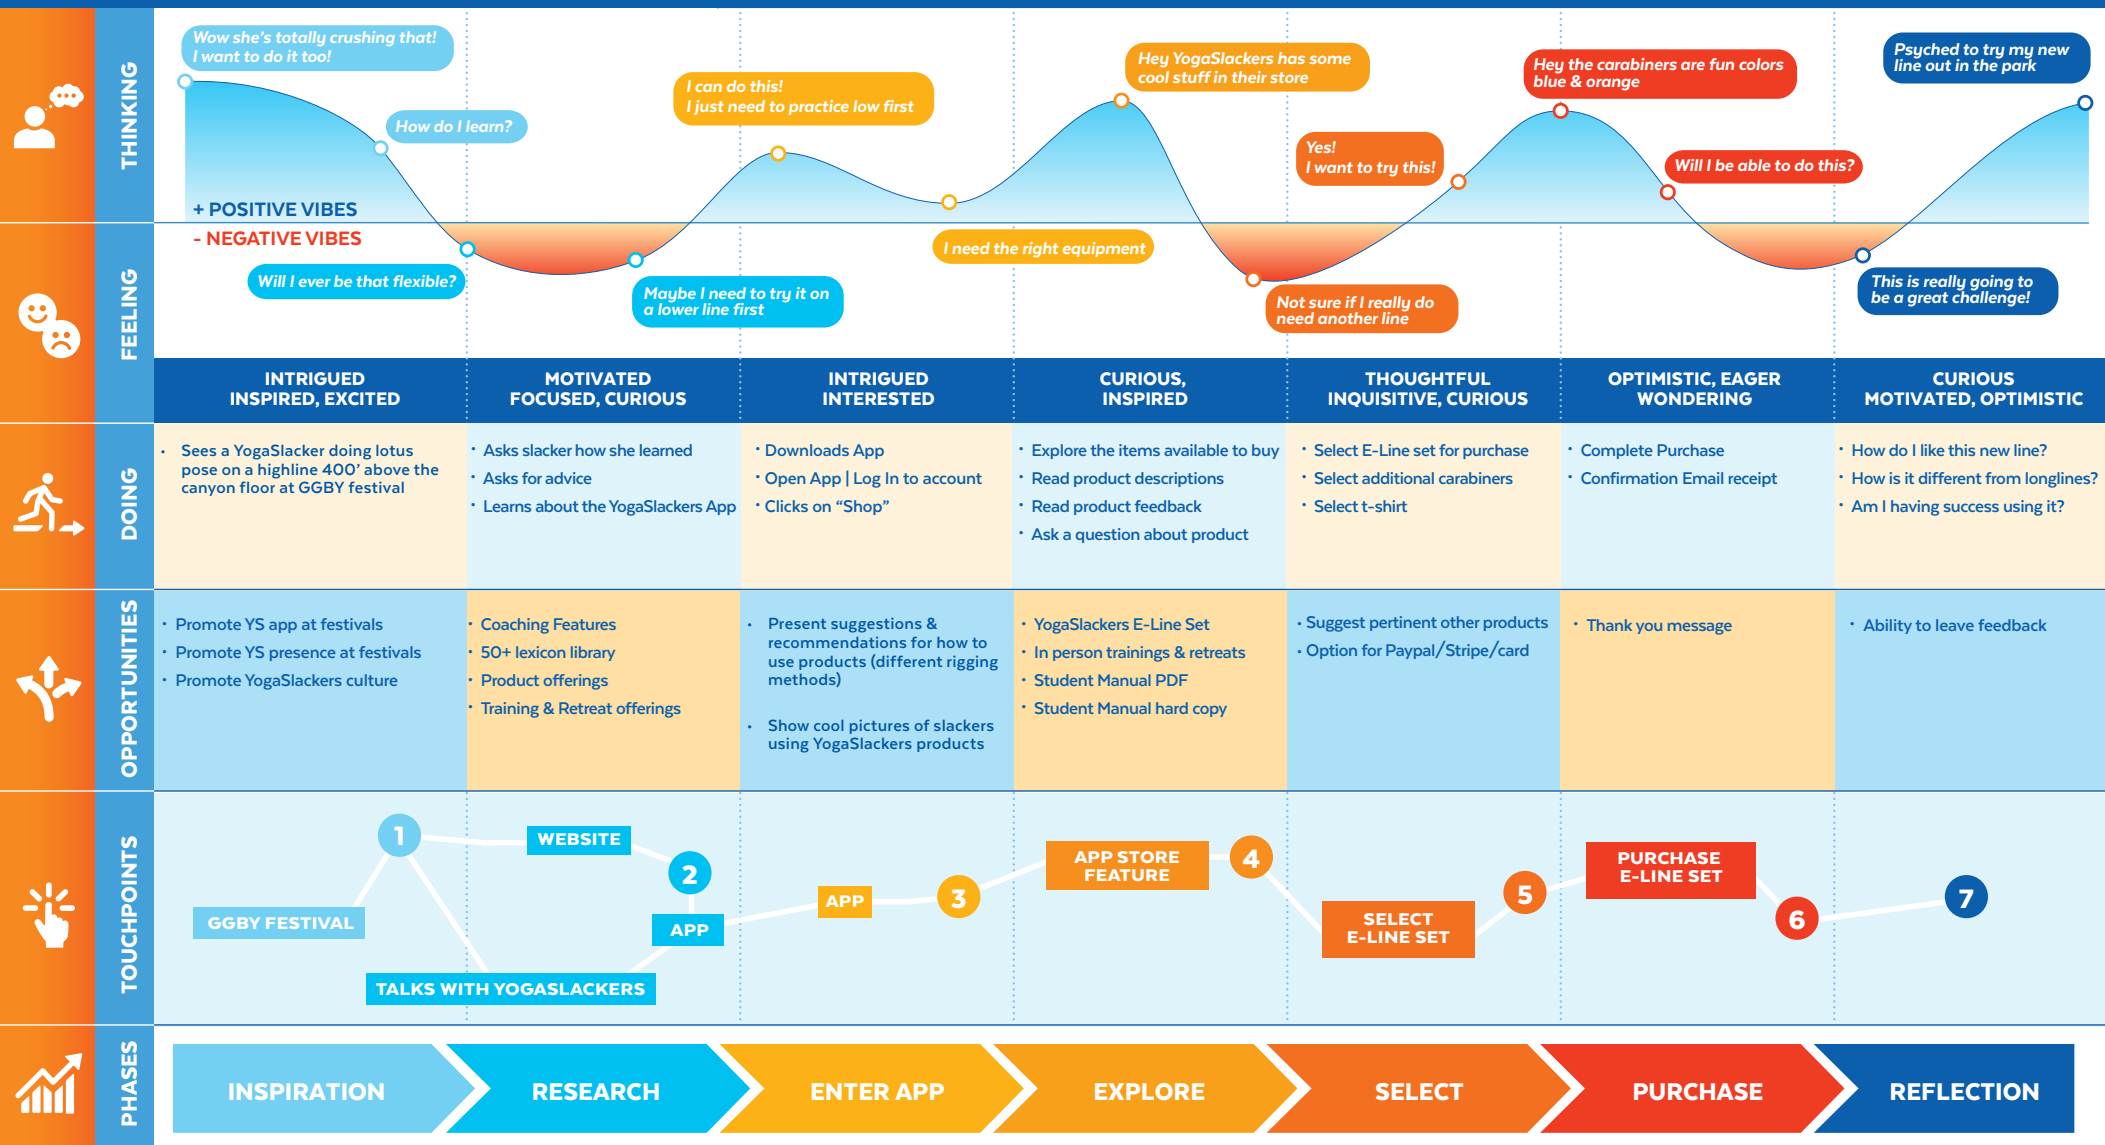 THINKING
Wow she's totally crushing that!
I want to do it too!
How do I learn?
I can do this!
I just need to practice low first
Hey YogaSlackers has some
cool stuff in their store
Yes!
I want to try this!
Hey the carabiners are fun colors
blue & orange
Will I be able to do this?
Psyched to try my new
line out in the park
+ POSITIVE VIBES
- NEGATIVE VIBES
FEELING
Will I ever be that flexible?
Maybe I need to try it on
a lower line first
I need the right equipment
Not sure if I really do
need another line
This is really going to
be a great challenge!
INTRIGUED
INSPIRED, EXCITED
MOTIVATED
FOCUSED, CURIOUS
INTRIGUED
INTERESTED
CURIOUS,
INSPIRED
THOUGHTFUL
INQUISITIVE, CURIOUS
OPTIMISTIC, EAGER
WONDERING
CURIOUS
MOTIVATED, OPTIMISTIC
DOING
• Sees a YogaSlacker doing lotus
pose on a highline 400' above the
canyon floor at GGBY festival
• Asks slacker how she learned
• Asks for advice
• Learns about the YogaSlackers App
• Downloads App
• Open App | Log In to account
• Clicks on "Shop"
• Explore the items available to buy
• Read product descriptions
• Read product feedback
• Ask a question about product
• Select E-Line set for purchase
• Select additional carabiners
• Select t-shirt
• Complete Purchase
• Confirmation Email receipt
• How do I like this new line?
• How is it different from longlines?
• Am I having success using it?
OPPORTUNITIES
• Promote YS app at festivals
• Promote YS presence at festivals
• Promote YogaSlackers culture
• Coaching Features
• 50+ lexicon library
• Product offerings
• Training & Retreat offerings
• Present suggestions &
recommendations for how to
use products (different rigging
methods)
• Show cool pictures of slackers
using YogaSlackers products
• YogaSlackers E-Line Set
• In person trainings & retreats
• Student Manual PDF
• Student Manual hard copy
• Suggest pertinent other products
• Option for Paypal/Stripe/card
• Thank you message
• Ability to leave feedback
TOUCHPOINTS
GGBY FESTIVAL
1
WEBSITE
TALKS WITH YOGASLACKERS
2
APP
APP
3
APP STORE
FEATURE
4
SELECT
E-LINE SET
5
PURCHASE
E-LINE SET
6
7
PHASES
INSPIRATION
RESEARCH
ENTER APP
EXPLORE
SELECT
PURCHASE
REFLECTION